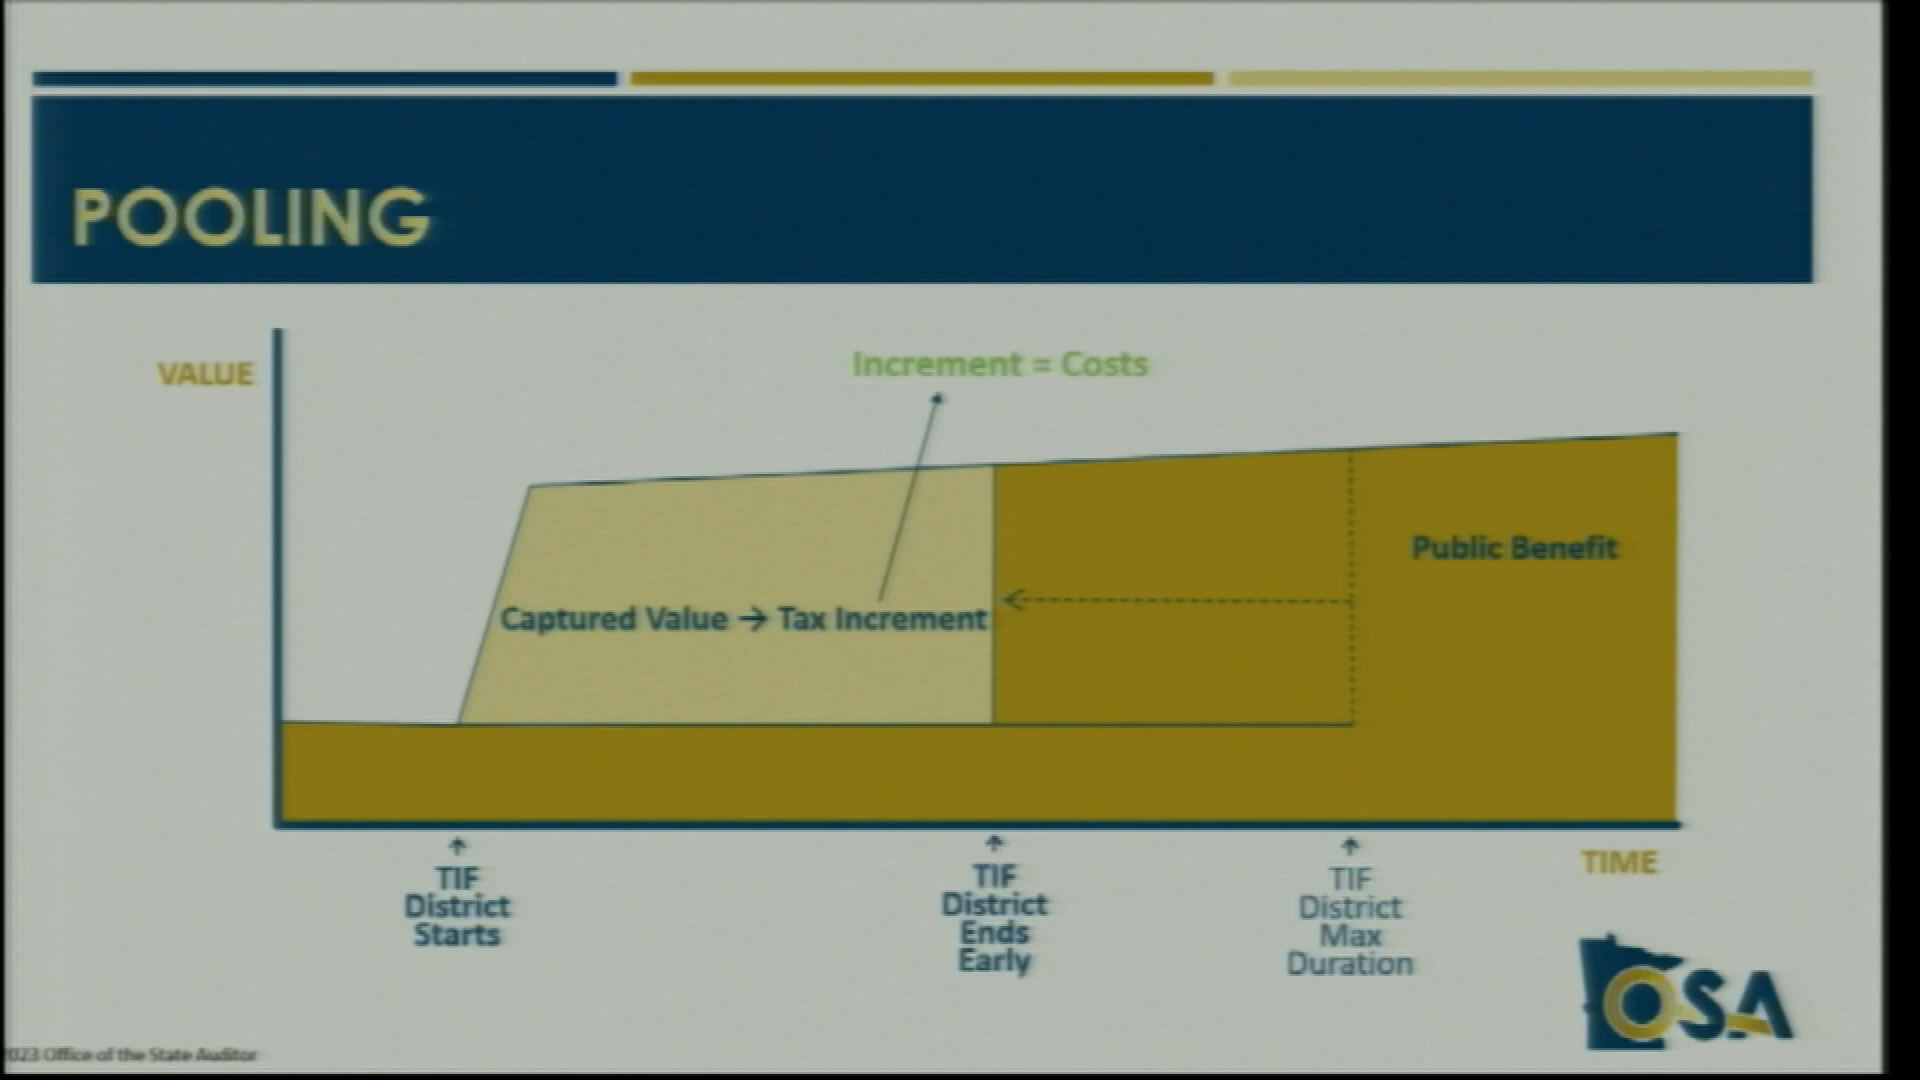 POOLING
VALUE
Increment = Costs
Public Benefit
Captured Value → Tax Increment
TIF
District
Starts
TIF
District
Ends
Early
TIF
District
Max
Duration
TIME
OSA
2023 Office of the State Auditor